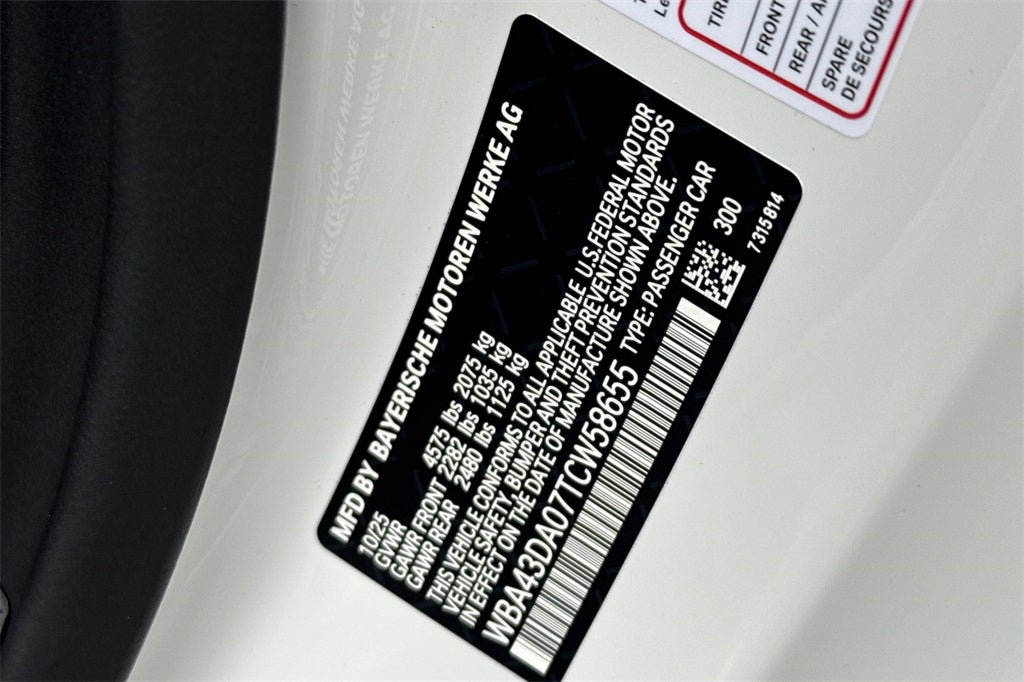 MFD BY BAYERISCHE MOTOREN WERKE AG
10/25
GVWR 4575 lbs 2075 kg
GAWR FRONT 2282 lbs 1035 kg
GAWR REAR 2480 lbs 1125 kg
THIS VEHICLE CONFORMS TO ALL APPLICABLE U.S. FEDERAL MOTOR
VEHICLE SAFETY, BUMPER AND THEFT PREVENTION STANDARDS
IN EFFECT ON THE DATE OF MANUFACTURE SHOWN ABOVE.
WBA43DA07TCW58655 TYPE: PASSENGER CAR
300
7315814
FRONT
REAR / 
SPARE
DE SECOURS